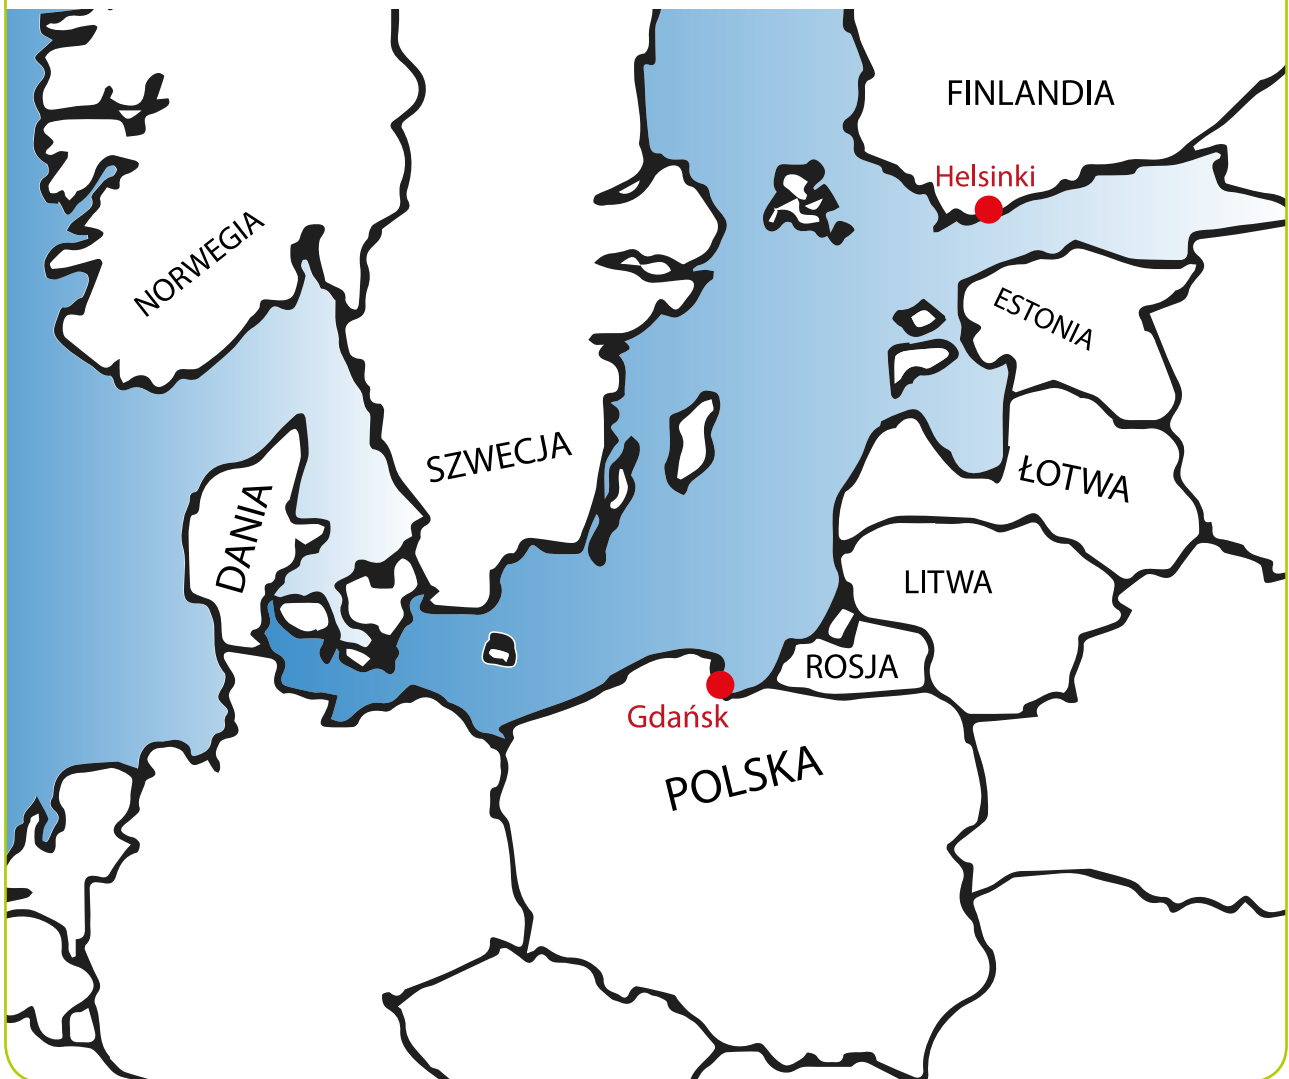 FINLANDIA
Helsinki
NORWEGIA
ESTONIA
SZWECJA
ŁOTWA
DANIA
LITWA
ROSJA
Gdańsk
POLSKA